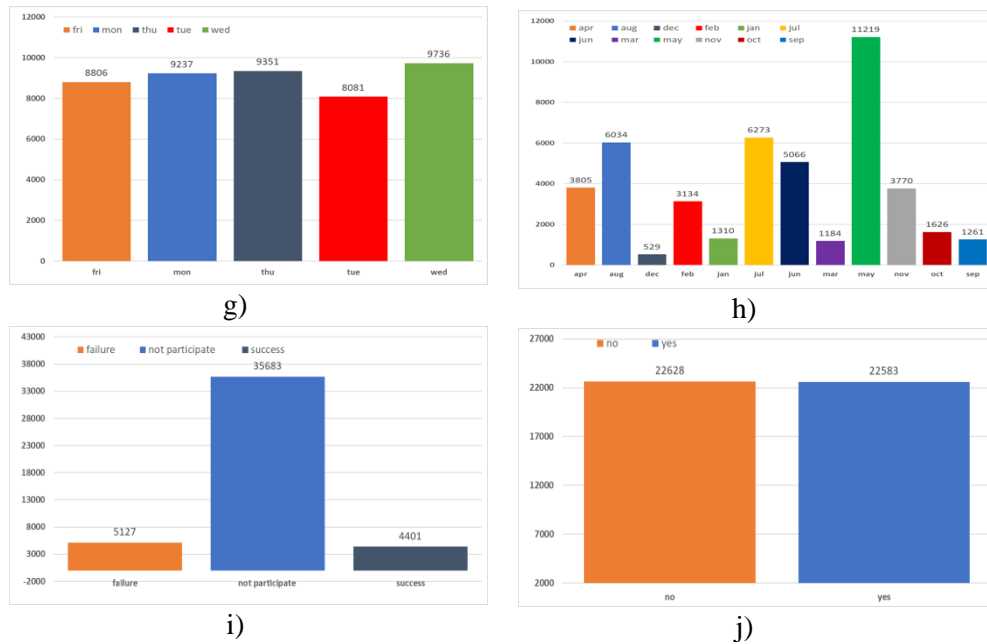 12000
fri mon thu tue wed
10000
8806 9237 9351 8081 9736
8000
6000
4000
2000
0
fri mon thu tue wed
g)
12000
apr aug dec feb jan jul
jun mar may nov oct sep
11219
10000
8000
6000
4000
2000
0
3805 6034 529 3134 1310 6273 5066 1184 3770 1626 1261
apr aug dec feb jan jul jun mar may nov oct sep
h)
43000
failure not participate success
38000
35683
33000
28000
23000
18000
13000
8000
5127 4401
3000
-2000
failure not participate success
i)
27000
no yes
22628 22583
22000
17000
12000
7000
2000
no yes
j)